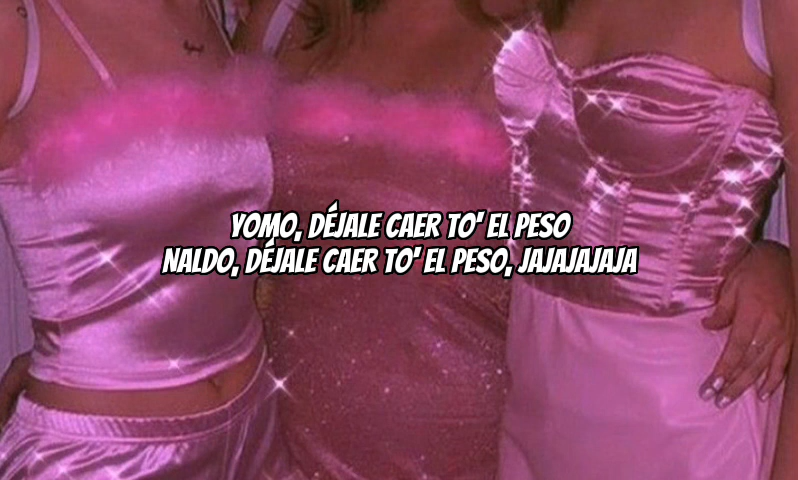 YOMO, DÉJALE CAER TO' EL PESO
NALDO, DÉJALE CAER TO' EL PESO, JAJAJAJAJA